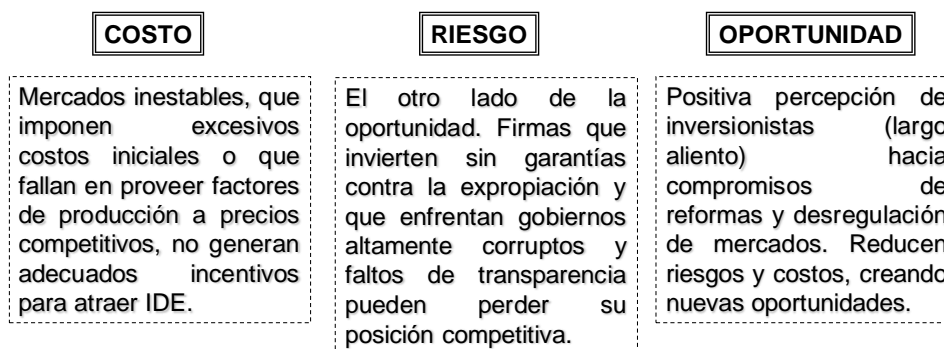 COSTO
Mercados inestables, que
imponen excesivos
costos iniciales o que
fallan en proveer factores
de producción a precios
competitivos, no generan
adecuados incentivos
para atraer IDE.
RIESGO
El otro lado de la
oportunidad. Firmas que
invierten sin garantías
contra la expropiación y
que enfrentan gobiernos
altamente corruptos y
faltos de transparencia
pueden perder su
posición competitiva.
OPORTUNIDAD
Positiva percepción de
inversionistas (largo
aliento) hacia
compromisos de
reformas y desregulación
de mercados. Reducen
riesgos y costos, creando
nuevas oportunidades.